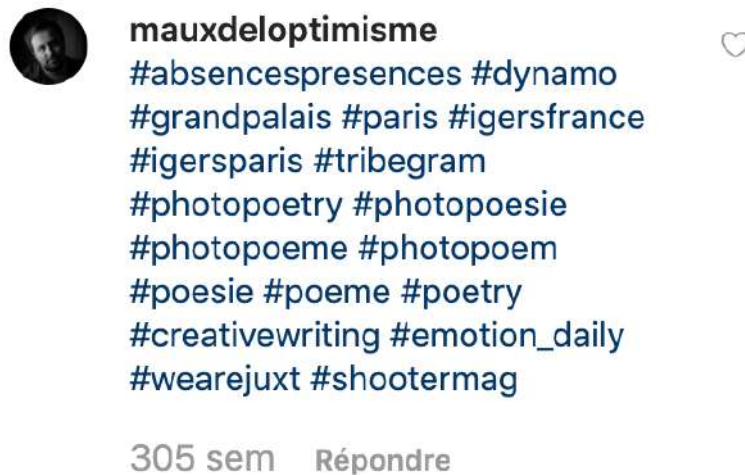 mauxdeloptimisme
#absencespresences #dynamo
#grandpalais #paris #igersfrance
#igersparis #tribegram
#photopoetry #photopoesie
#photopoeme #photopoem
#poesie #poeme #poetry
#creativewriting #emotion_daily
#wearejuxt #shootermag
305 sem Répondre